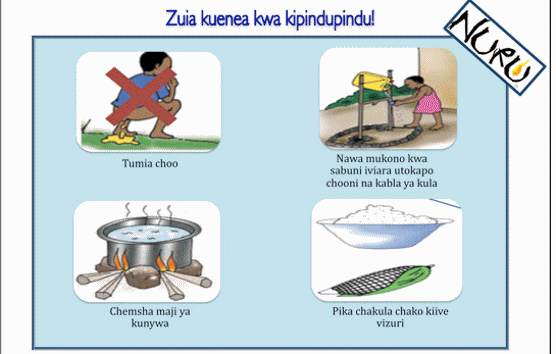 Zuia kuenea kwa kipindupindu!
NURU
Tumia choo
Nawa mukono kwa
sabuni iviara utokapo
chooni na kabla ya kula
Chemsha maji ya
kunywa
Pika chakula chako kiive
vizuri